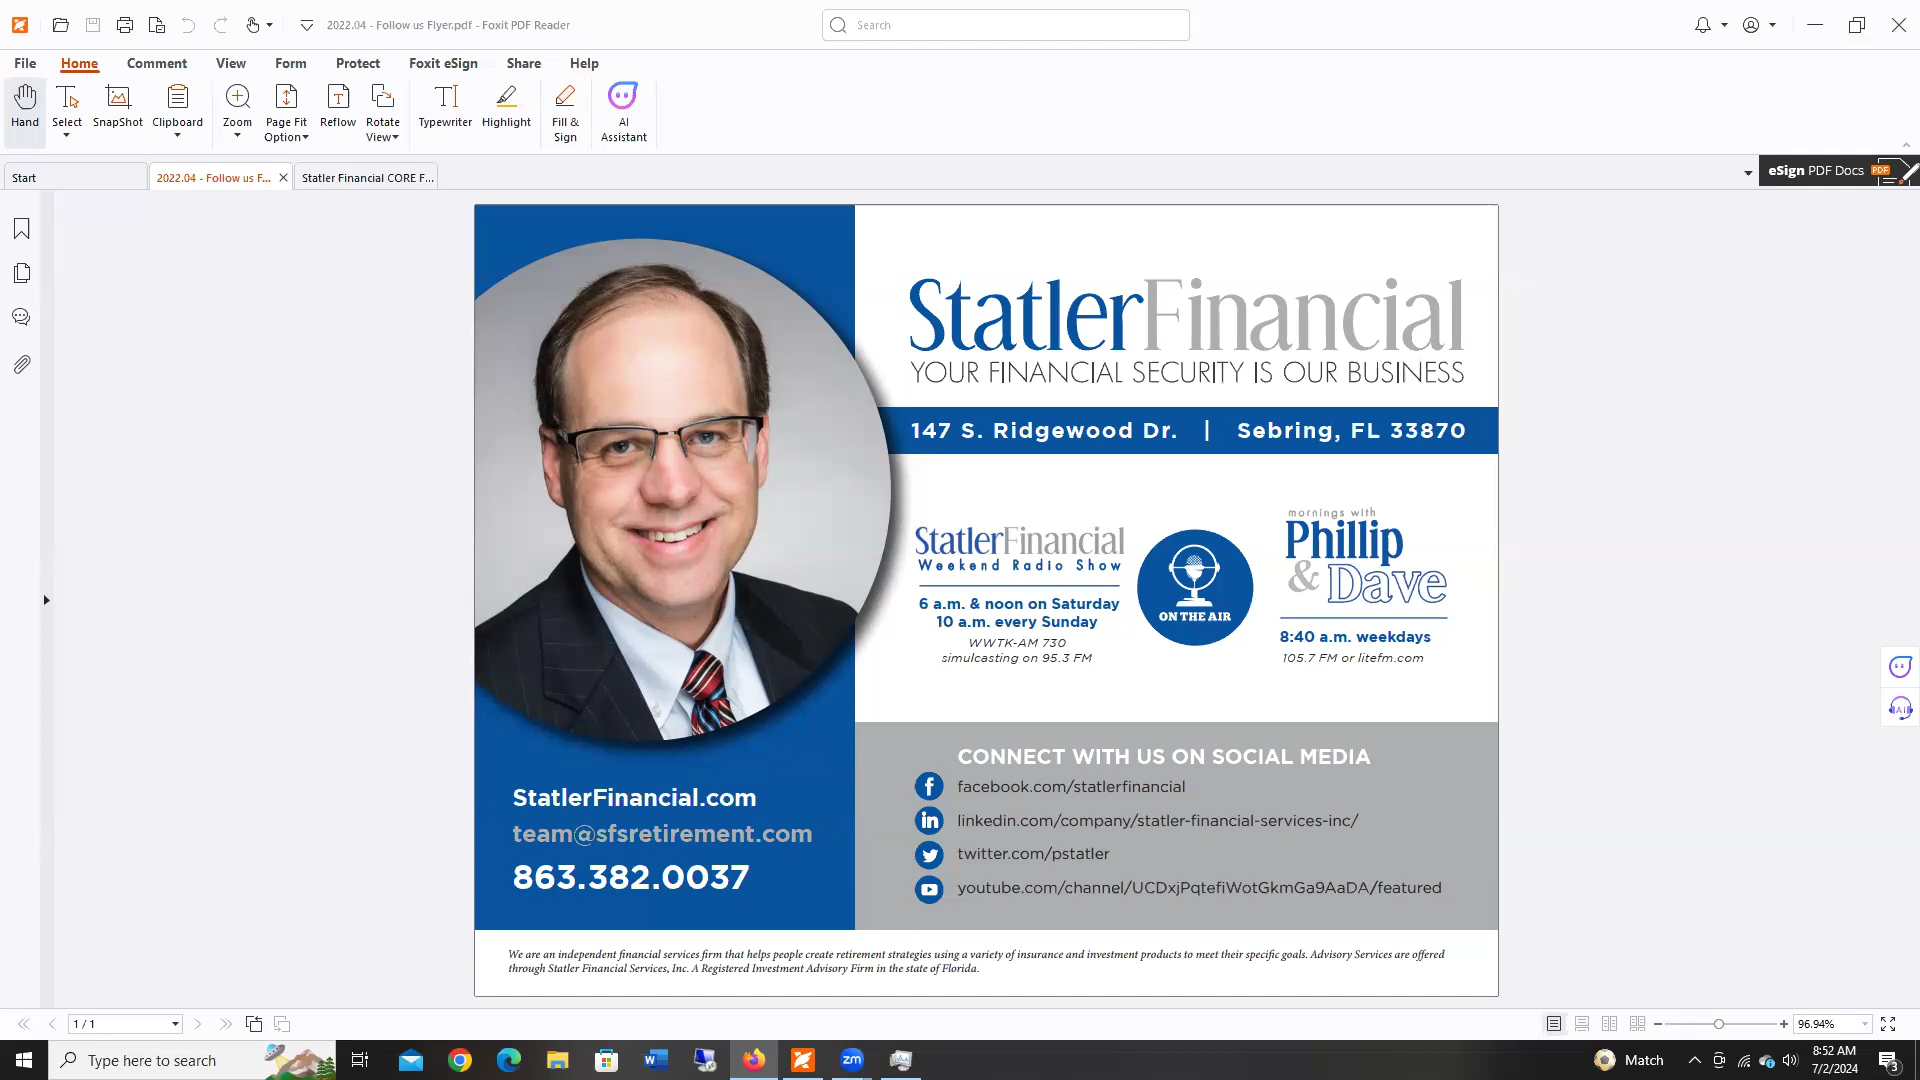 2022.04 - Follow us Flyer.pdf - Foxit PDF Reader
Search
File Home Comment View Form Protect Foxit eSign Share Help
Hand Select SnapShot Clipboard Zoom Page Fit Option Reflow Rotate View Typewriter Highlight Fill & Sign AI Assistant
Start
2022.04 - Follow us F...
Statler Financial CORE F...
eSign PDF Docs PDF
StatlerFinancial
YOUR FINANCIAL SECURITY IS OUR BUSINESS
147 S. Ridgewood Dr. | Sebring, FL 33870
StatlerFinancial
Weekend Radio Show
6 a.m. & noon on Saturday
10 a.m. every Sunday
WWTK-AM 730
simulcasting on 95.3 FM
ON THE AIR
mornings with
Phillip
& Dave
8:40 a.m. weekdays
105.7 FM or litefm.com
StatlerFinancial.com
team@sfsretirement.com
863.382.0037
CONNECT WITH US ON SOCIAL MEDIA
facebook.com/statlerfinancial
linkedin.com/company/statler-financial-services-inc/
twitter.com/pstatler
youtube.com/channel/UCDxjPqtefiWotGkmGa9AaDA/featured
We are an independent financial services firm that helps people create retirement strategies using a variety of insurance and investment products to meet their specific goals. Advisory Services are offered
through Statler Financial Services, Inc. A Registered Investment Advisory Firm in the state of Florida.
1 / 1
96.94%
Type here to search
zm
Match
8:52 AM
7/2/2024
3